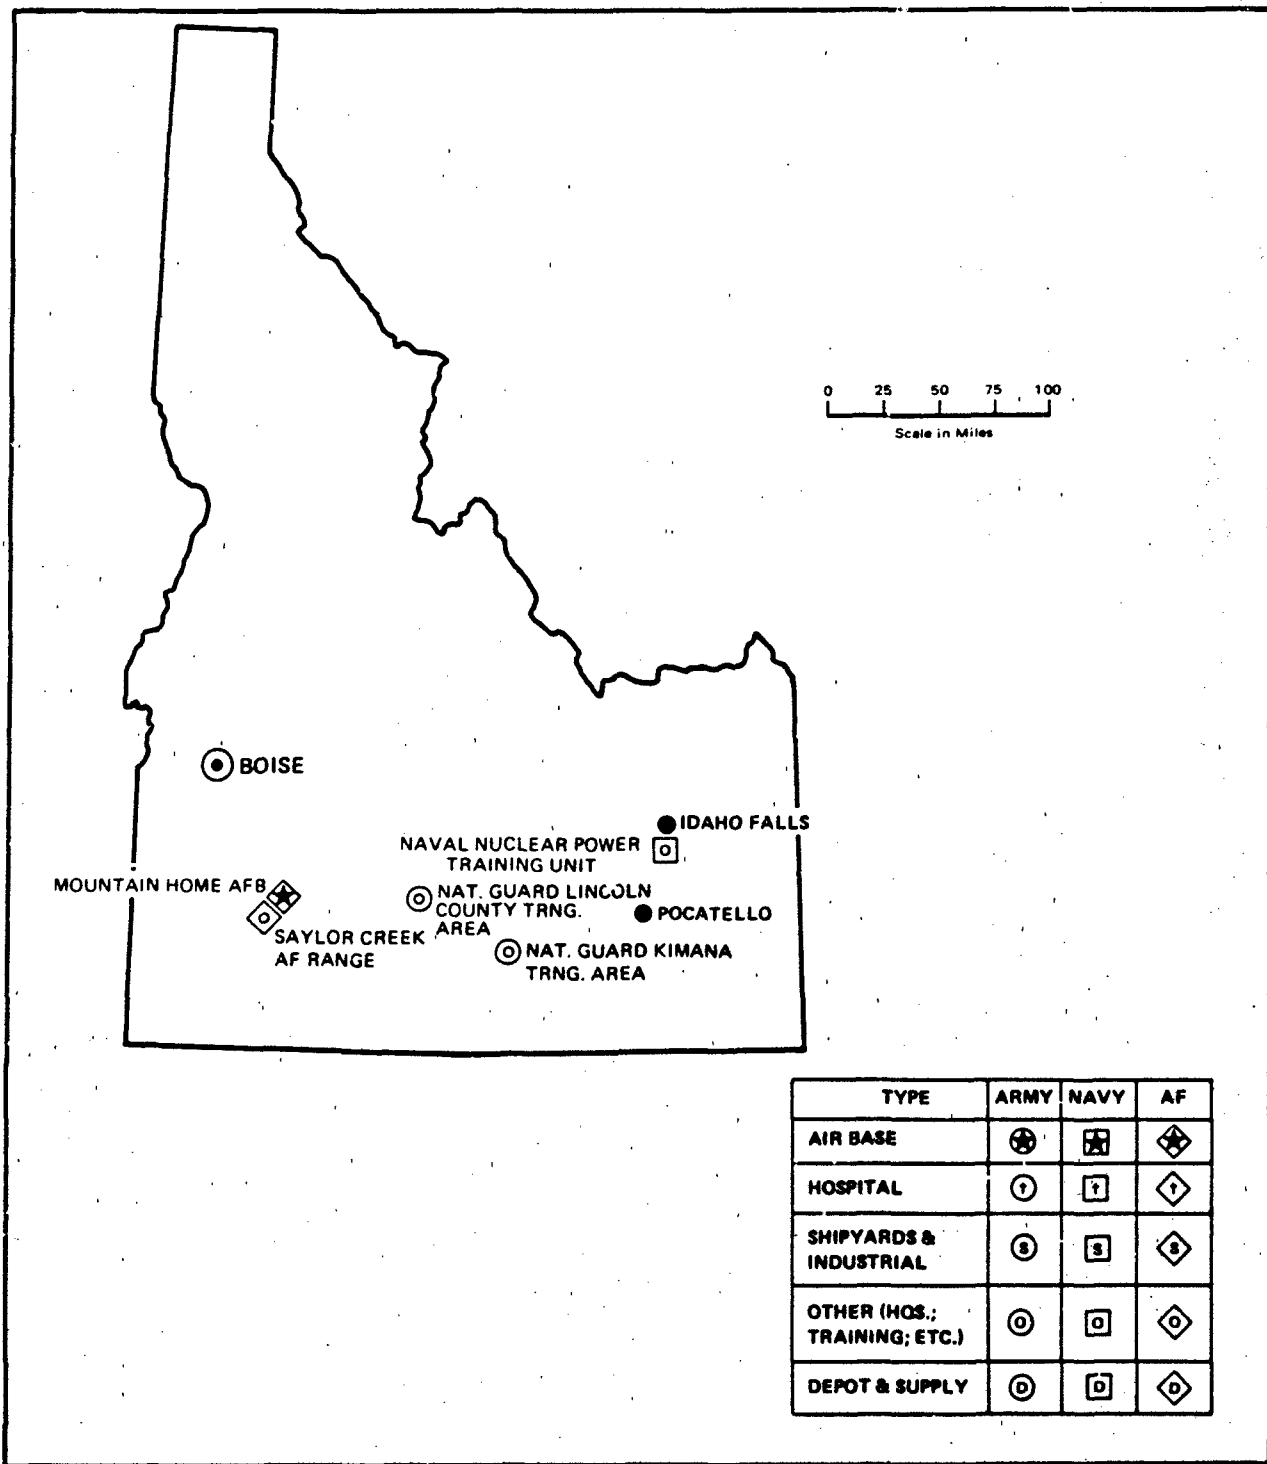 0 25 50 75 100
Scale in Miles
BOISE
IDAHO FALLS
NAVAL NUCLEAR POWER
TRAINING UNIT
MOUNTAIN HOME AFB
NAT. GUARD LINCOLN
COUNTY TRNG.
AREA
POCATELLO
SAYLOR CREEK
AF RANGE
NAT. GUARD KIMANA
TRNG. AREA
TYPE ARMY NAVY AF
AIR BASE
HOSPITAL
SHIPYARDS &
INDUSTRIAL
S S S
OTHER (HOS.;
TRAINING; ETC.)
O O O
DEPOT & SUPPLY D D D